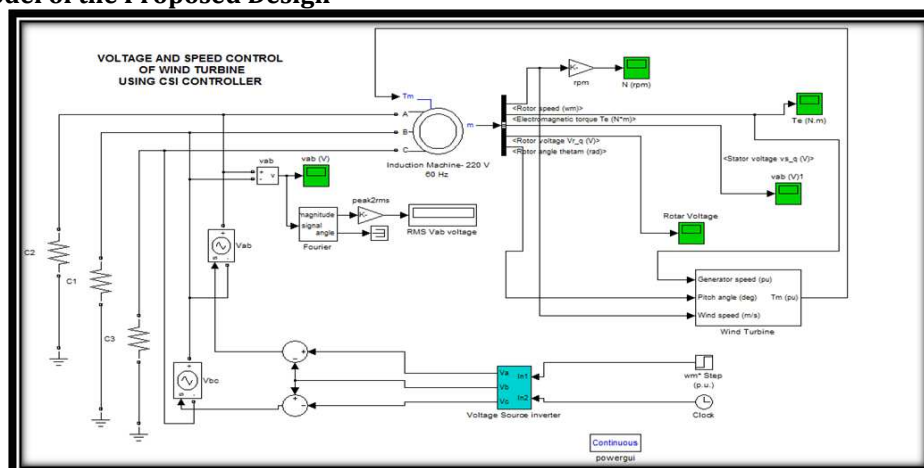 odel of the Proposed Design
VOLTAGE AND SPEED CONTROL
OF WIND TURBINE
USING CSI CONTROLLER
Tm
A
B
C
m
Induction Machine- 220 V
60 Hz
K-
rpm
N (rpm)
<Rotor speed (wm)>
<Electromagnetic torque Te (N*m)>
<Rotor voltage Vr_q (V)>
<Rotor angle thetam (rad)>
Te (N.m)
<Stator voltage vs_q (V)>
vab (V)1
Rotar Voltage
vab
+
-
v
vab (V)
magnitude
signal
angle
Fourier
peak2rms
K-
RMS Vab voltage
C2
C1
C3
Vab
Vbc
Generator speed (pu)
Pitch angle (deg)
Wind speed (m/s)
Tm (pu)
Wind Turbine
Va
Vb
Vc
In1
In2
Voltage Source inverter
wm* Step
(p.u.)
Clock
Continuous
powergui